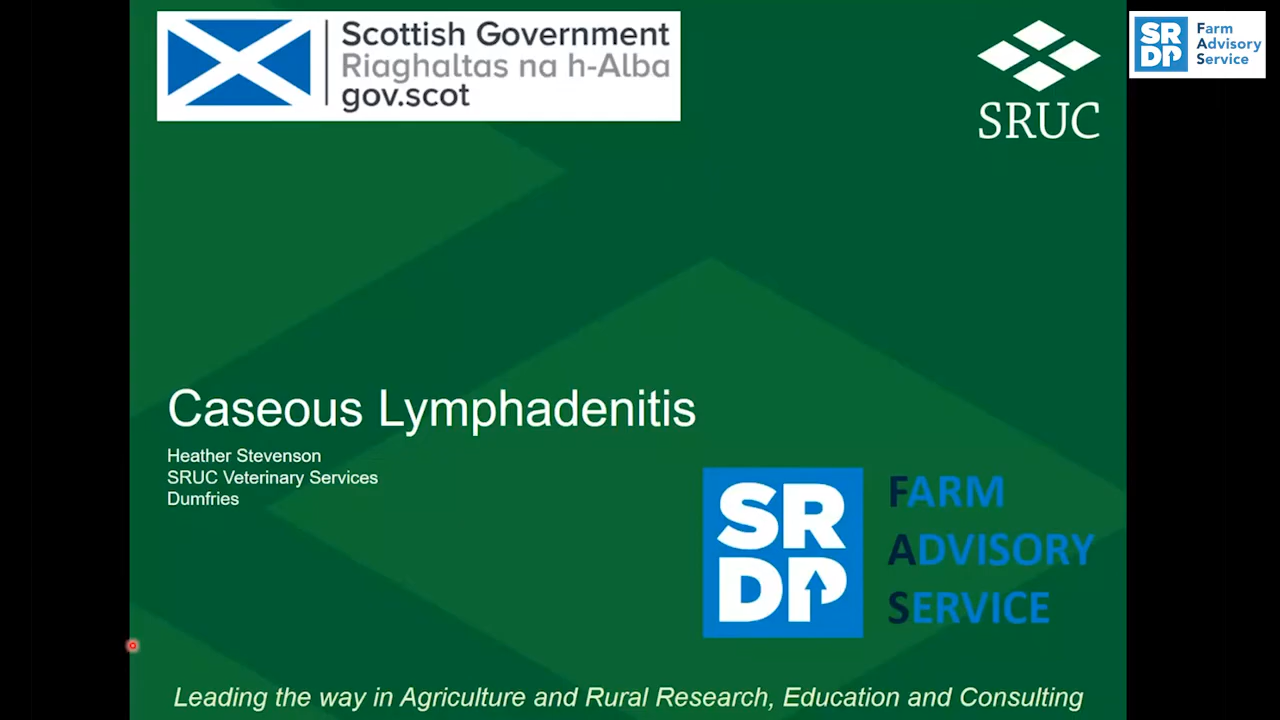 Scottish Government
Riaghaltas na h-Alba
gov.scot
SRUC
SR
DP
Farm
Advisory
Service
Caseous Lymphadenitis
Heather Stevenson
SRUC Veterinary Services
Dumfries
SR
DP
FARM
ADVISORY
SERVICE
Leading the way in Agriculture and Rural Research, Education and Consulting